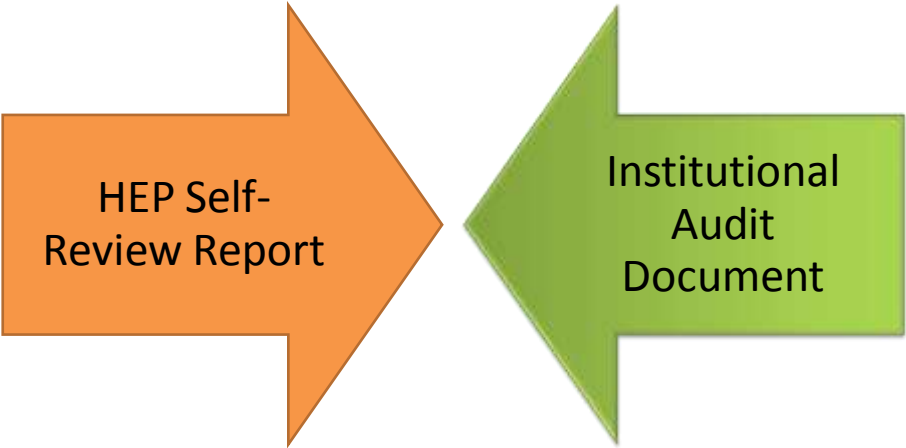 HEP Self-
Review Report
Institutional
Audit
Document